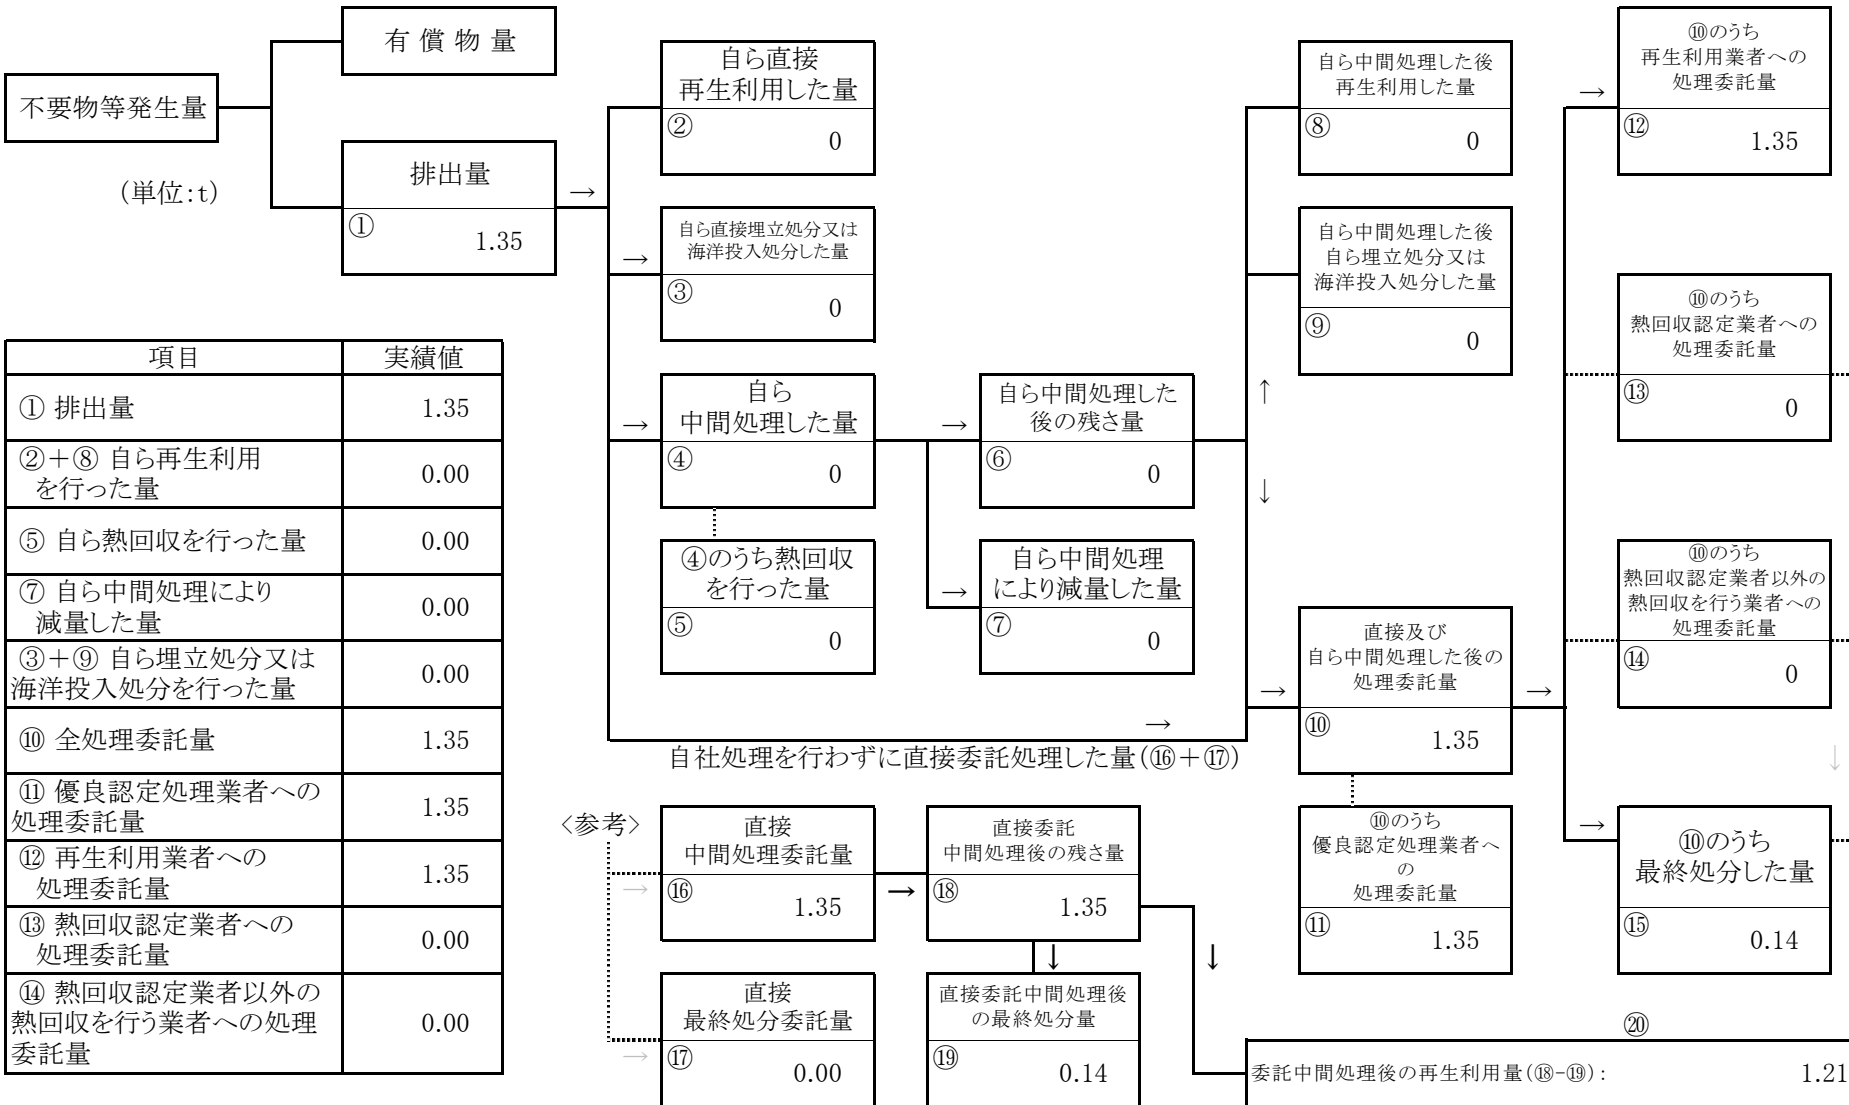 有 償 物 量
不要物等発生量
(単位:t)
排出量
①
1.35
→
自ら直接
再生利用した量
②
0
→
自ら直接埋立処分又は
海洋投入処分した量
③
0
→
自ら
中間処理した量
④
0
④のうち熱回収
を行った量
⑤
0
→
自ら中間処理した
後の残さ量
⑥
0
→
自ら中間処理
により減量した量
⑦
0
→
自社処理を行わずに直接委託処理した量(⑯+⑰)
↑
↓
自ら中間処理した後
再生利用した量
⑧
0
自ら中間処理した後
自ら埋立処分又は
海洋投入処分した量
⑨
0
→
直接及び
自ら中間処理した後の
処理委託量
⑩
1.35
⑩のうち
優良認定処理業者へ
の
処理委託量
⑪
1.35
→
→
⑩のうち
再生利用業者への
処理委託量
⑫
1.35
⑩のうち
熱回収認定業者への
処理委託量
⑬
0
⑩のうち
熱回収認定業者以外の
熱回収を行う業者への
処理委託量
⑭
0
↓
→
⑩のうち
最終処分した量
⑮
0.14
項目 実績値
① 排出量 1.35
②+⑧ 自ら再生利用
を行った量 0.00
⑤ 自ら熱回収を行った量 0.00
⑦ 自ら中間処理により
減量した量 0.00
③+⑨ 自ら埋立処分又は
海洋投入処分を行った量 0.00
⑩ 全処理委託量 1.35
⑪ 優良認定処理業者への
処理委託量 1.35
⑫ 再生利用業者への
処理委託量 1.35
⑬ 熱回収認定業者への
処理委託量 0.00
⑭ 熱回収認定業者以外の
熱回収を行う業者への処理
委託量 0.00
<参考>
→
直接
中間処理委託量
⑯
1.35
→
直接委託
中間処理後の残さ量
⑱
1.35
↓
↓
→
直接
最終処分委託量
⑰
0.00
直接委託中間処理後
の最終処分量
⑲
0.14
⑳
委託中間処理後の再生利用量(⑱-⑲): 1.21